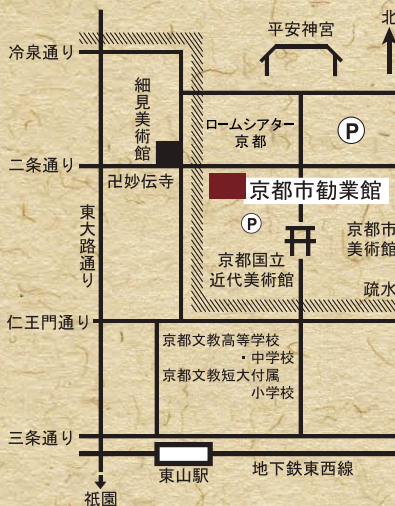 北
平安神宮
冷泉通り
細見美術館
ロームシアター
京都
P
二条通り
卍妙伝寺
京都市勧業館
東大路通り
P
京都市
美術館
京都国立
近代美術館
疏水
仁王門通り
京都文教高等学校
・中学校
京都文教短大付属
小学校
三条通り
東山駅
地下鉄東西線
祇園